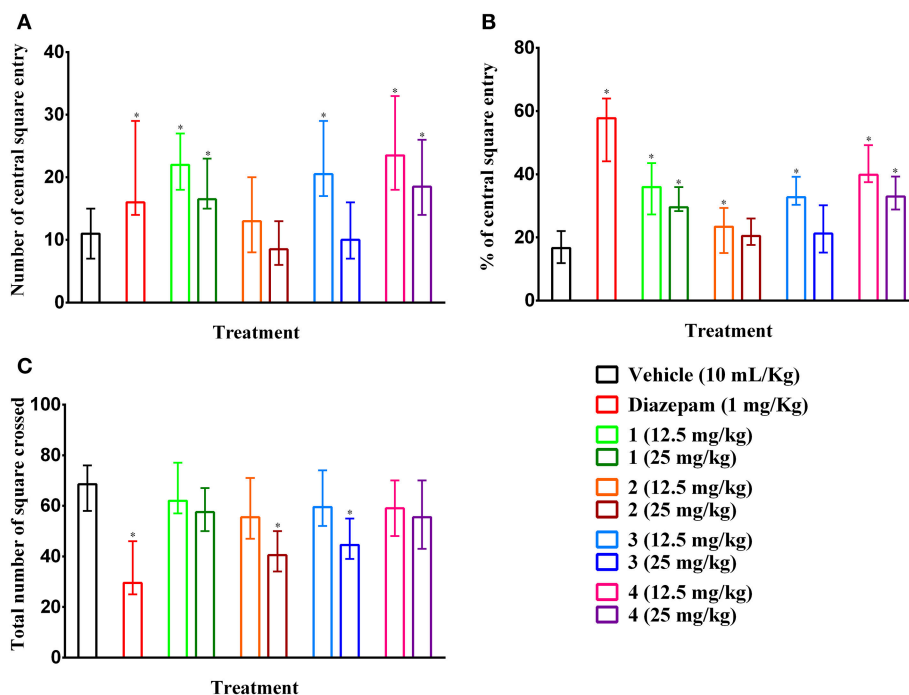 A
Number of central square entry
40
30
20
10
0
* * * * * *
Treatment
B
% of central square entry
80
60
40
20
0
* * * * * * *
Treatment
C
Total number of square crossed
100
80
60
40
20
0
* * *
Treatment
Vehicle (10 mL/Kg)
Diazepam (1 mg/Kg)
1 (12.5 mg/kg)
1 (25 mg/kg)
2 (12.5 mg/kg)
2 (25 mg/kg)
3 (12.5 mg/kg)
3 (25 mg/kg)
4 (12.5 mg/kg)
4 (25 mg/kg)